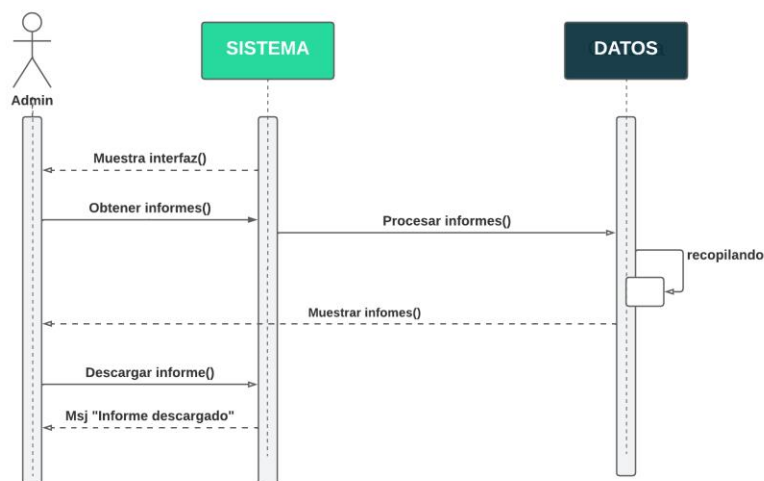 SISTEMA
DATOS
Admin
Muestra interfaz()
Obtener informes()
Procesar informes()
recopilando
Muestrar infomes()
Descargar informe()
Msj "Informe descargado"